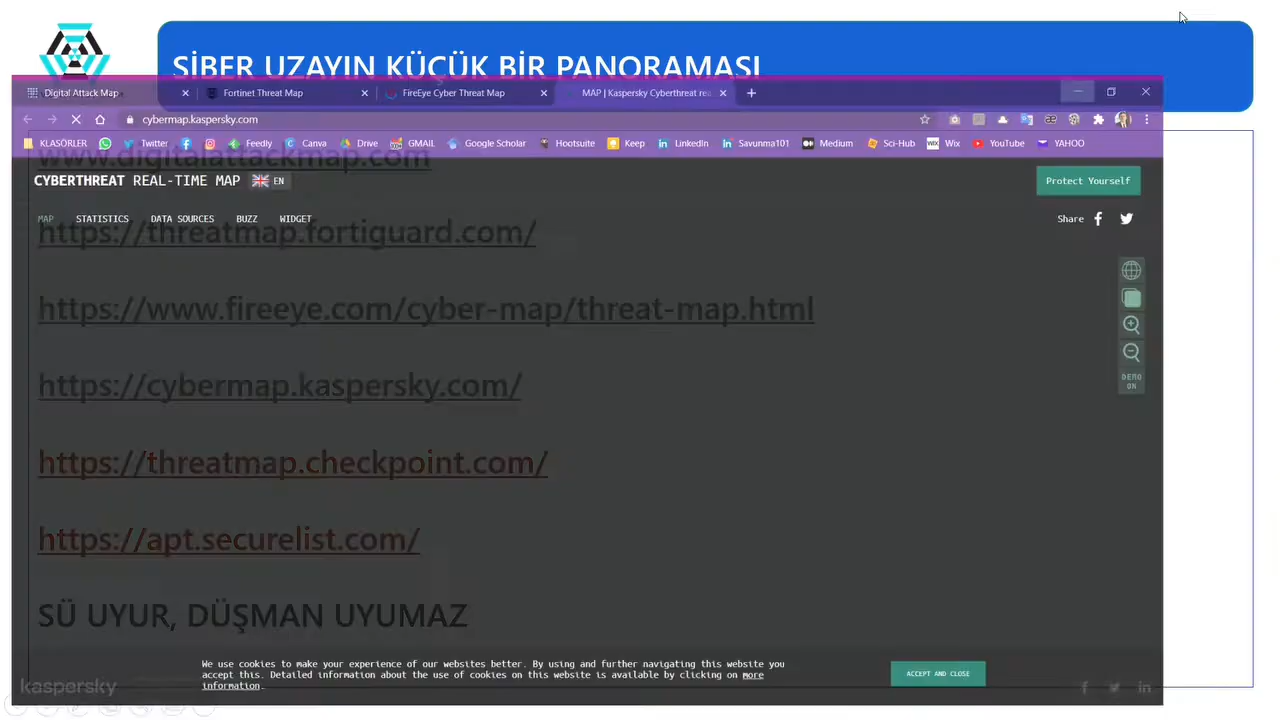 SİBER UZAYIN KÜÇÜK BİR PANORAMASI
Digital Attack Map
Fortinet Threat Map
FireEye Cyber Threat Map
MAP | Kaspersky Cyberthreat rea
cybermap.kaspersky.com
KLASÖRLER Twitter Feedly Canva Drive GMAIL Google Scholar Hootsuite Keep LinkedIn Savunma101 Medium Sci-Hub Wix YouTube YAHOO
www.digitalattackmap.com
CYBERTHREAT REAL-TIME MAP EN
Protect Yourself
MAP STATISTICS DATA SOURCES BUZZ WIDGET
Share
https://threatmap.fortiguard.com/
https://www.fireeye.com/cyber-map/threat-map.html
DEMO
ON
https://cybermap.kaspersky.com/
https://threatmap.checkpoint.com/
https://apt.securelist.com/
SÜ UYUR, DÜŞMAN UYUMAZ
We use cookies to make your experience of our websites better. By using and further navigating this website you
accept this. Detailed information about the use of cookies on this website is available by clicking on more
information.
ACCEPT AND CLOSE
kaspersky